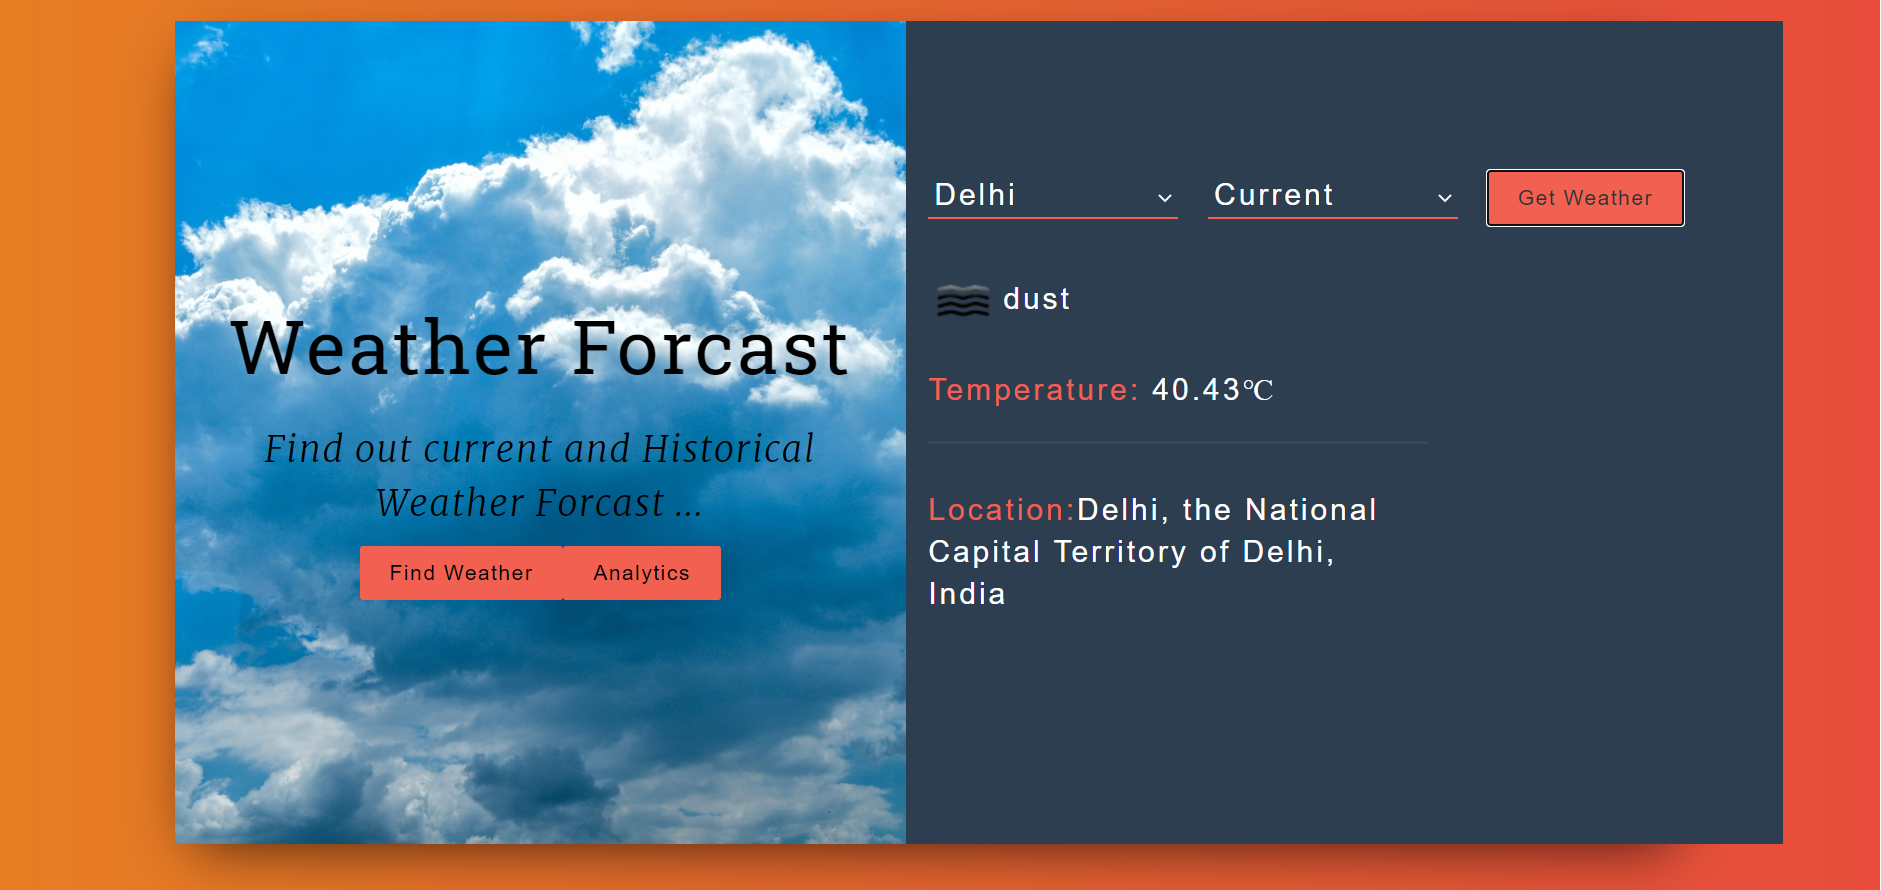 Weather Forcast
Find out current and Historical
Weather Forcast ...
Find Weather
Analytics
Delhi
Current
Get Weather
dust
Temperature: 40.43℃
Location:Delhi, the National
Capital Territory of Delhi,
India